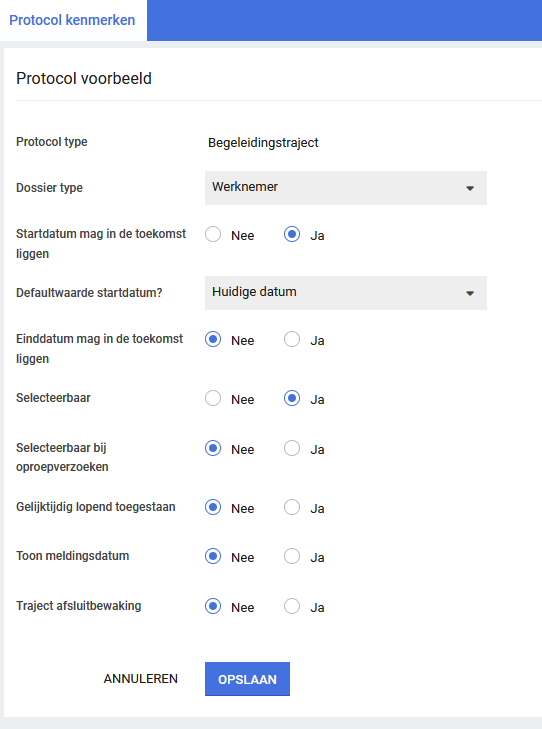 Protocol kenmerken
Protocol voorbeeld
Protocol type
Begeleidingstraject
Dossier type
Werknemer
Startdatum mag in de toekomst
liggen
Nee
Ja
Defaultwaarde startdatum?
Huidige datum
Einddatum mag in de toekomst
liggen
Nee
Ja
Selecteerbaar
Nee
Ja
Selecteerbaar bij
oproepverzoeken
Nee
Ja
Gelijktijdig lopend toegestaan
Nee
Ja
Toon meldingsdatum
Nee
Ja
Traject afsluitbewaking
Nee
Ja
ANNULEREN
OPSLAAN